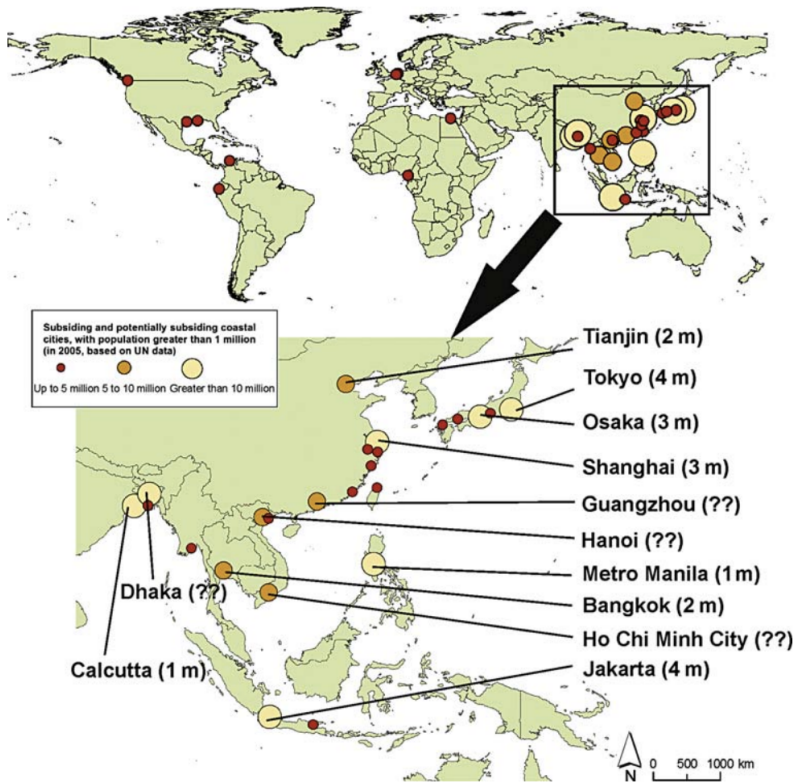 Subsiding and potentially subsiding coastal
cities, with population greater than 1 million
(in 2005, based on UN data)
Up to 5 million 5 to 10 million Greater than 10 million
Tianjin (2 m)
Tokyo (4 m)
Osaka (3 m)
Shanghai (3 m)
Guangzhou (??)
Hanoi (??)
Metro Manila (1 m)
Dhaka (??)
Bangkok (2 m)
Ho Chi Minh City (??)
Calcutta (1 m)
Jakarta (4 m)
N
0 500 1000 km